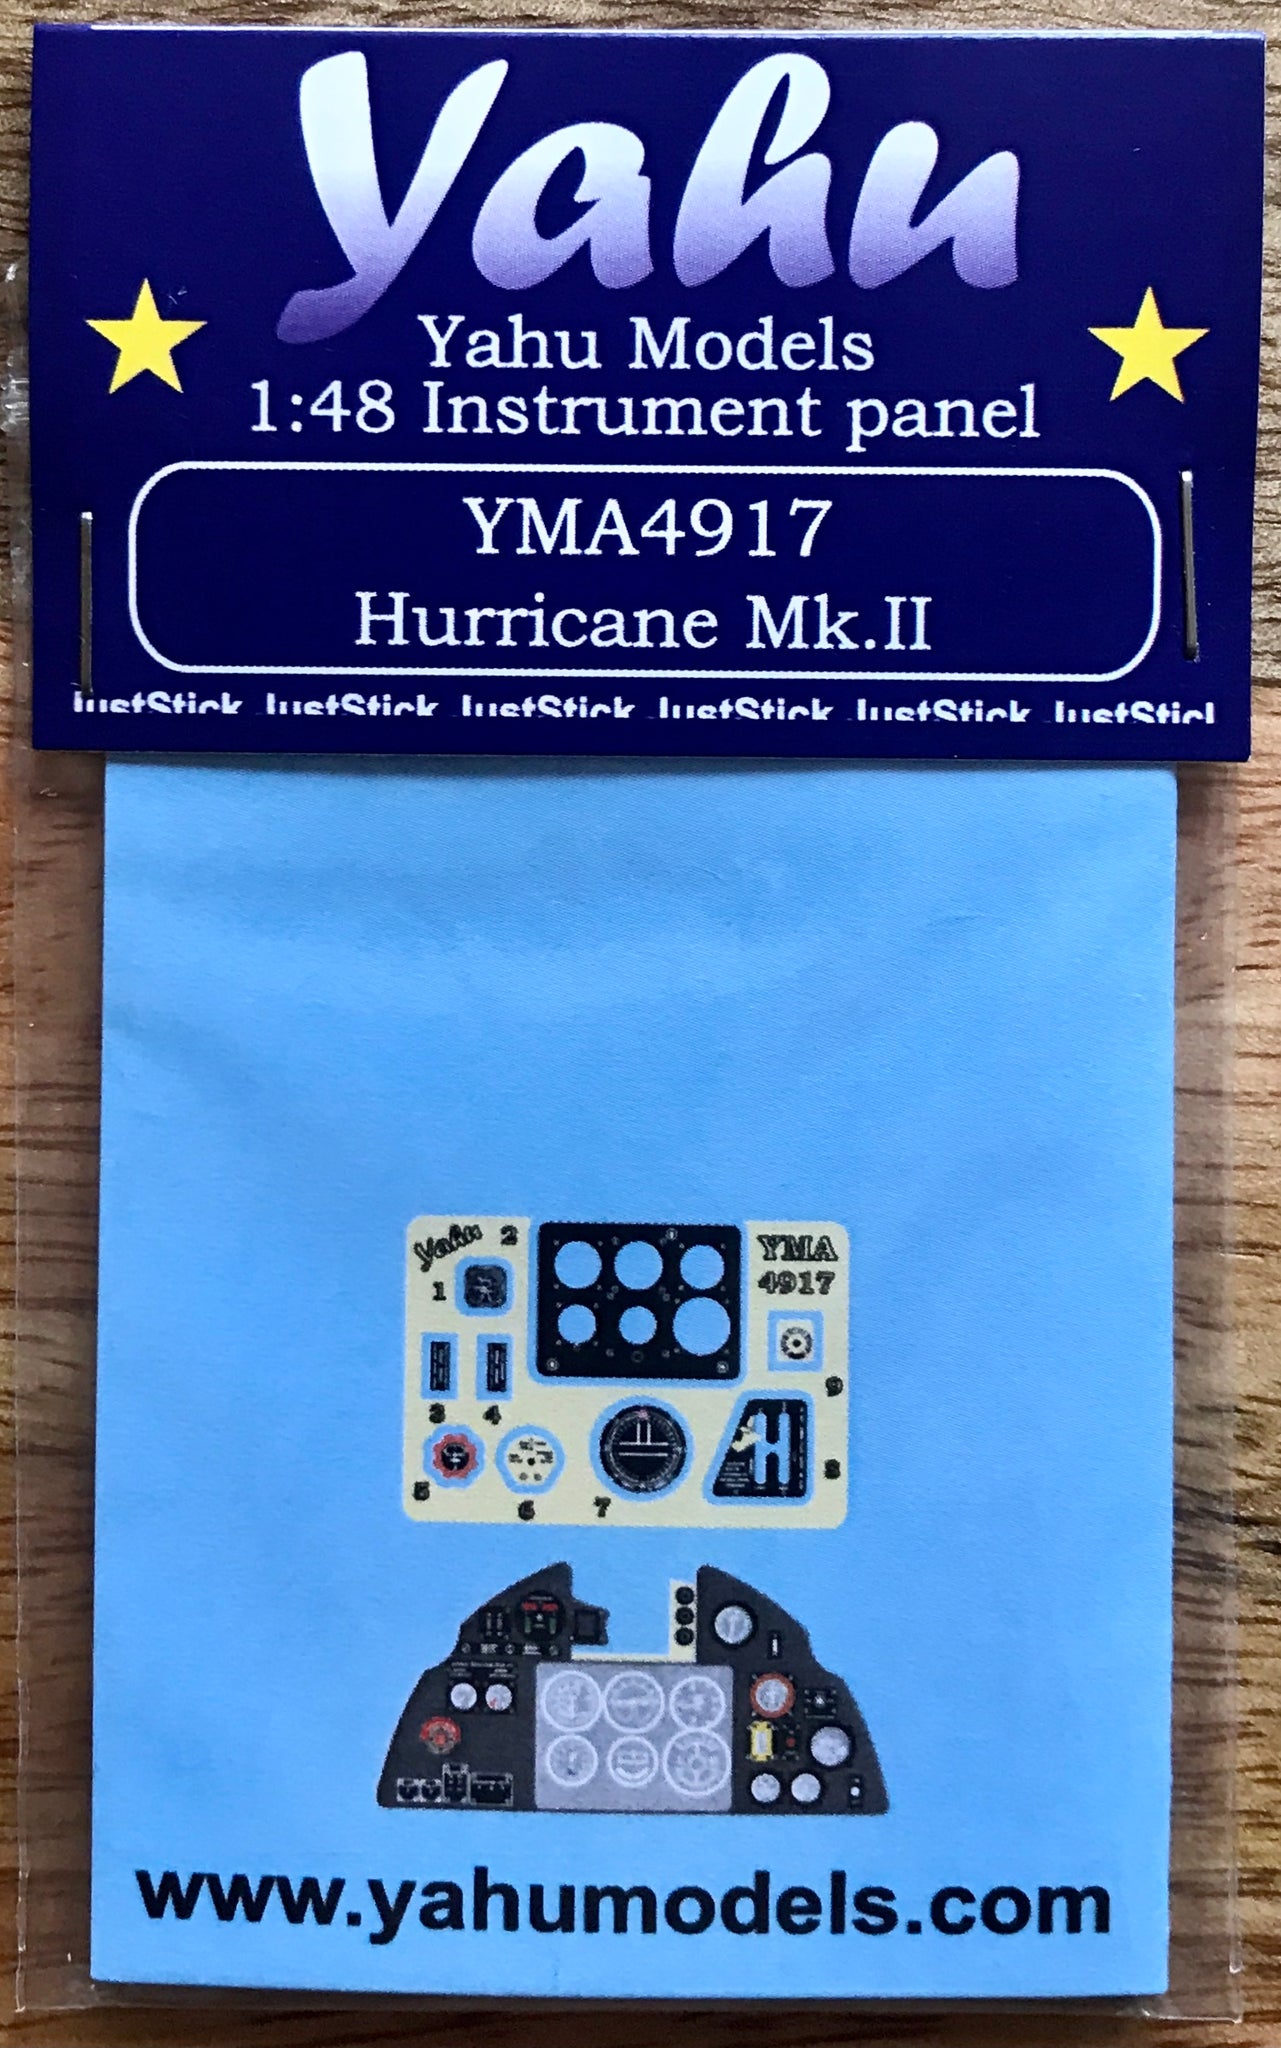 yahu
Yahu Models
1:48 Instrument panel
YMA4917
Hurricane Mk.II
JustStick JustStick JustStick JustStick JustStick JustStick
Yahu 2 YMA
1 4917
9
3 4
8
5 6 7
www.yahumodels.com